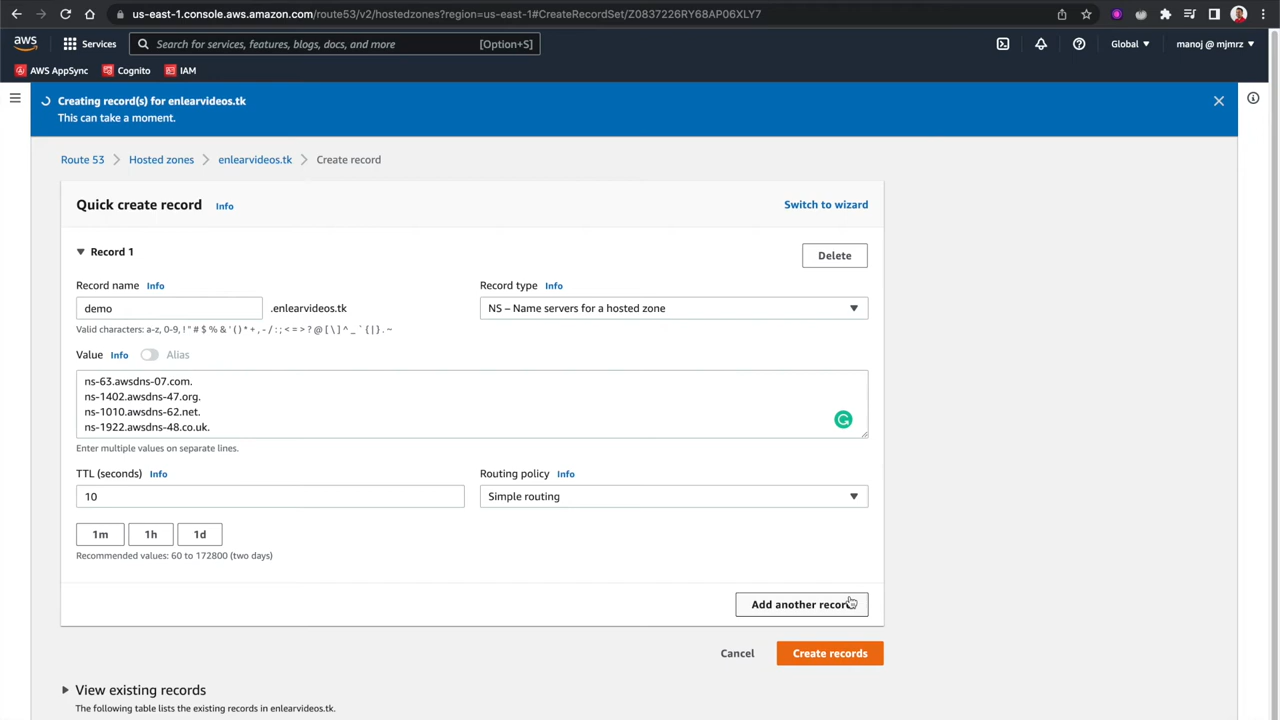 us-east-1.console.aws.amazon.com/route53/v2/hostedzones?region=us-east-1#CreateRecordSet/Z0837226RY68AP06XLY7
aws
Services
Search for services, features, blogs, docs, and more
[Option+S]
Global
manoj @ mjmrz
AWS AppSync
Cognito
IAM
Creating record(s) for enlearvideos.tk
This can take a moment.
Route 53
Hosted zones
enlearvideos.tk
Create record
Quick create record
Info
Switch to wizard
Record 1
Delete
Record name Info
Record type Info
demo
.enlearvideos.tk
NS – Name servers for a hosted zone
Valid characters: a-z, 0-9, ! " # $ % & ' ( ) * + , - / : ; < = > ? @ [ \ ] ^ _ ` { | } . ~
Value Info
Alias
ns-63.awsdns-07.com.
ns-1402.awsdns-47.org.
ns-1010.awsdns-62.net.
ns-1922.awsdns-48.co.uk.
Enter multiple values on separate lines.
TTL (seconds) Info
Routing policy Info
10
Simple routing
1m
1h
1d
Recommended values: 60 to 172800 (two days)
Add another record
Cancel
Create records
View existing records
The following table lists the existing records in enlearvideos.tk.